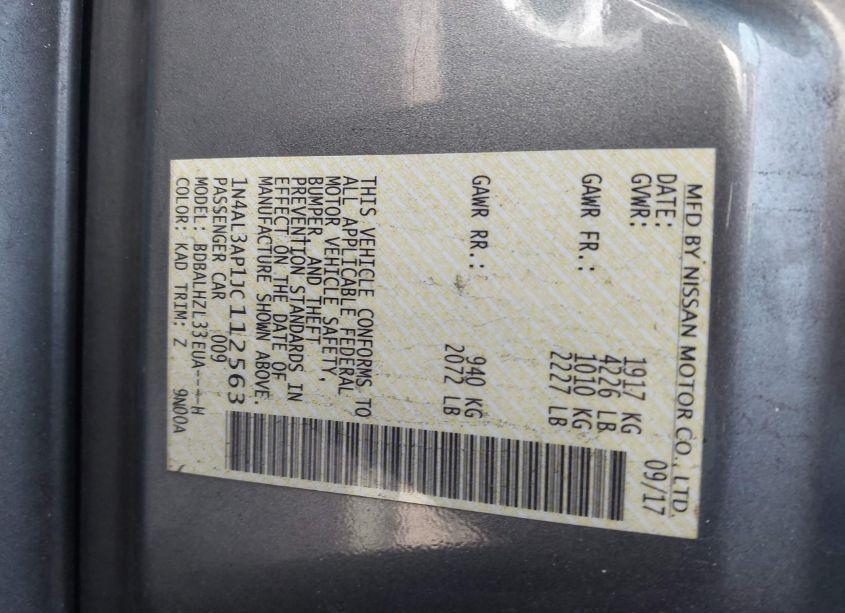 MFD BY NISSAN MOTOR CO., LTD.
DATE: 09/17
GVWR: 1917 KG
4226 LB
GAWR FR.: 1010 KG
2227 LB
GAWR RR.: 940 KG
2072 LB
THIS VEHICLE CONFORMS TO
ALL APPLICABLE FEDERAL
MOTOR VEHICLE SAFETY,
BUMPER, AND THEFT
PREVENTION STANDARDS IN
EFFECT ON THE DATE OF
MANUFACTURE SHOWN ABOVE.
1N4AL3AP1JC112563
PASSENGER CAR 009
MODEL: BDBALHZL33EUA----H
COLOR: KAD TRIM: Z 9N00A